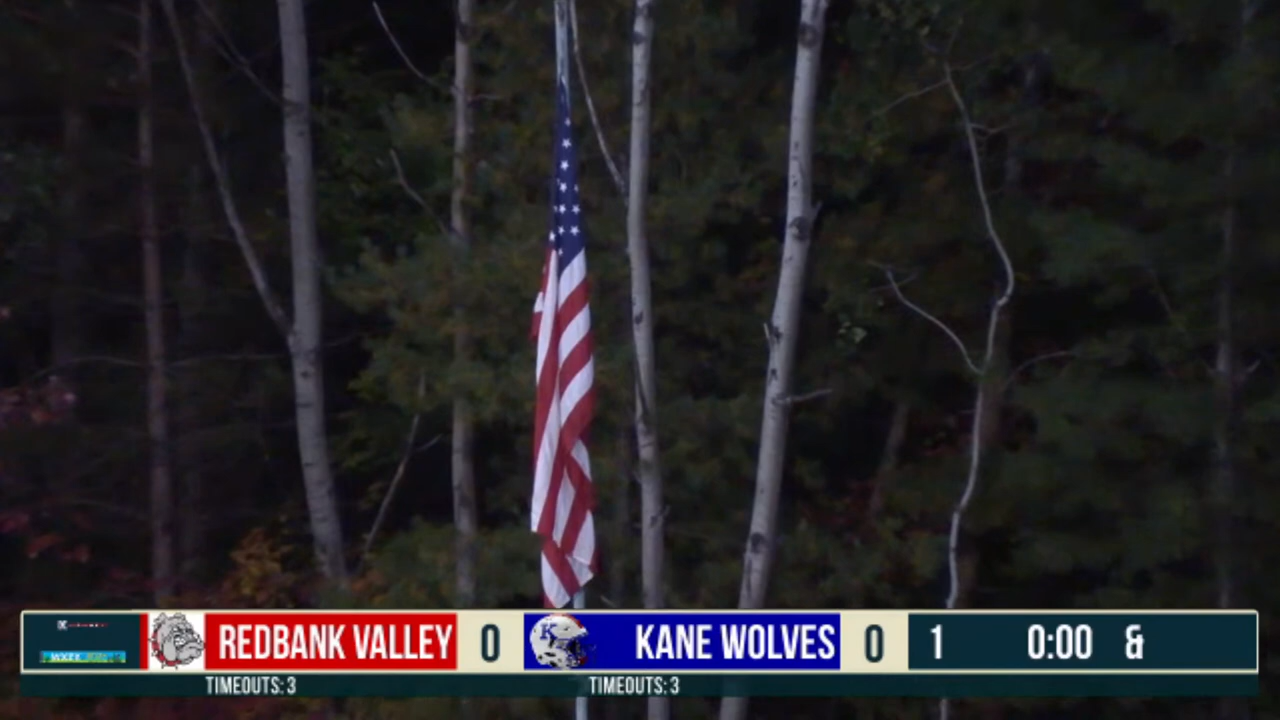 REDBANK VALLEY 0 K KANE WOLVES 0 1 0:00 &
TIMEOUTS: 3 TIMEOUTS: 3